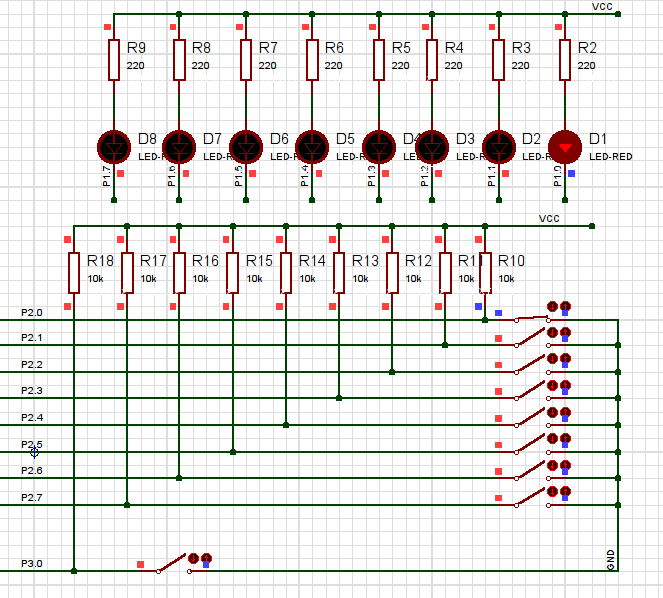 VCC
R9 R8 R7 R6 R5 R4 R3 R2
220 220 220 220 220 220 220 220
D8 D7 D6 D5 D4 D3 D2 D1
LED-RED
P1.7 P1.6 P1.5 P1.4 P1.3 P1.2 P1.1 P1.0
VCC
R18 R17 R16 R15 R14 R13 R12 R11 R10
10k 10k 10k 10k 10k 10k 10k 10k 10k
P2.0
P2.1
P2.2
P2.3
P2.4
P2.5
P2.6
P2.7
P3.0
GND